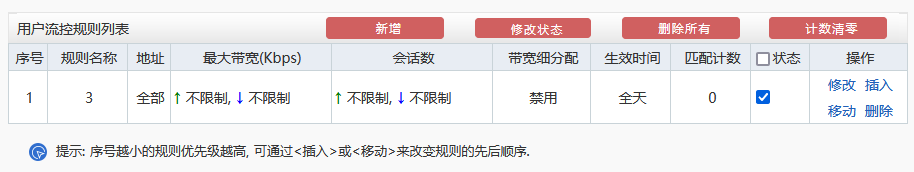 用户流控规则列表 新增 修改状态 删除所有 计数清零
序号 规则名称 地址 最大带宽(Kbps) 会话数 带宽细分配 生效时间 匹配计数 状态 操作
1 3 全部 ↑ 不限制, ↓ 不限制 ↑ 不限制, ↓ 不限制 禁用 全天 0 修改 插入
移动 删除
提示: 序号越小的规则优先级越高, 可通过<插入>或<移动>来改变规则的先后顺序.